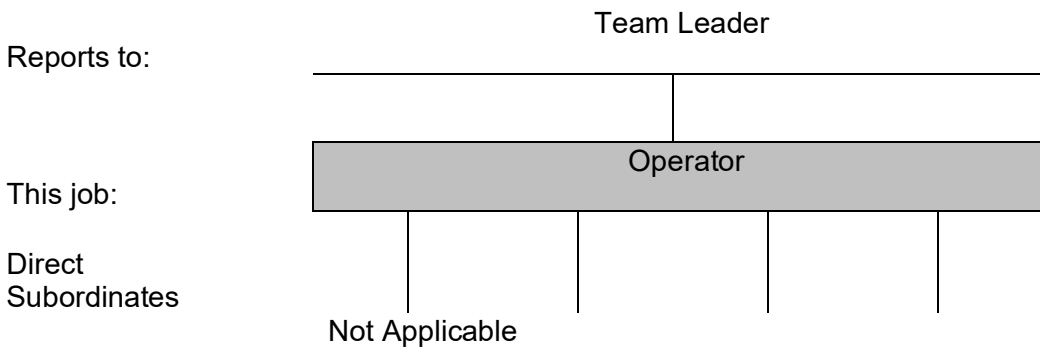 Team Leader
Reports to:
Operator
This job:
Direct
Subordinates
Not Applicable